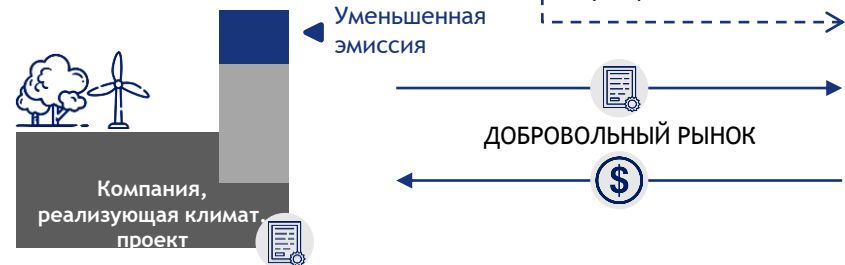 Уменьшенная
эмиссия
ДОБРОВОЛЬНЫЙ РЫНОК
$
Компания,
реализующая климат.
проект